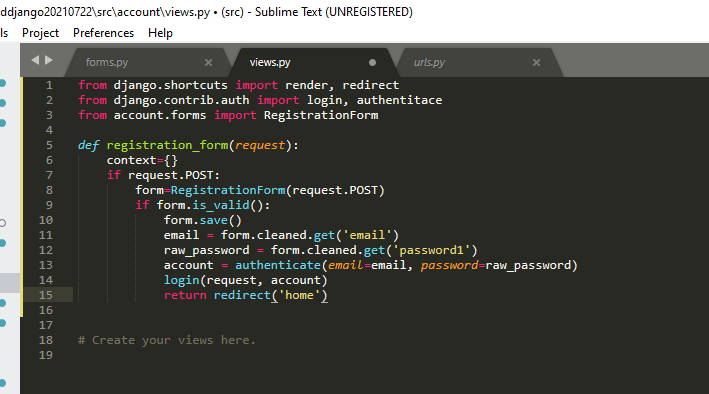 ddjango20210722\src\account\views.py • (src) - Sublime Text (UNREGISTERED)
ls Project Preferences Help
forms.py views.py urls.py
1 from django.shortcuts import render, redirect
2 from django.contrib.auth import login, authentitace
3 from account.forms import RegistrationForm
4
5 def registration_form(request):
6 context={}
7 if request.POST:
8 form=RegistrationForm(request.POST)
9 if form.is_valid():
10 form.save()
11 email = form.cleaned.get('email')
12 raw_password = form.cleaned.get('password1')
13 account = authenticate(email=email, password=raw_password)
14 login(request, account)
15 return redirect('home')
16
17
18 # Create your views here.
19